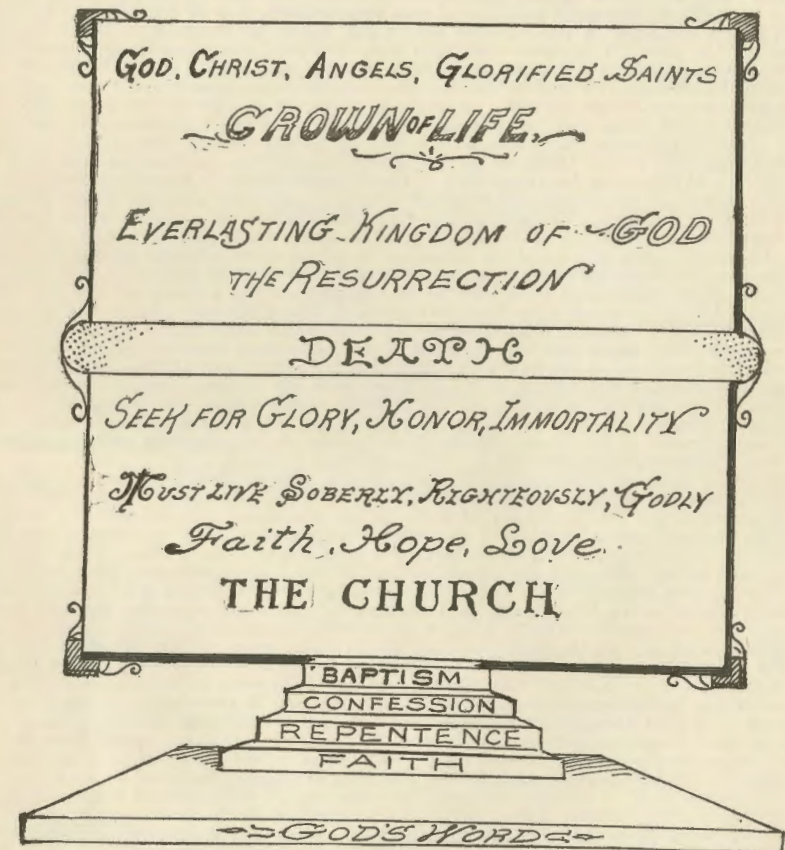 GOD, CHRIST, ANGELS, GLORIFIED SAINTS
CROWN OF LIFE,
EVERLASTING KINGDOM OF GOD
THE RESURRECTION
DEATH
SEEK FOR GLORY, HONOR, IMMORTALITY
MUST LIVE SOBERLY, RIGHTEOUSLY, GODLY
Faith, Hope, Love.
THE CHURCH
BAPTISM
CONFESSION
REPENTENCE
FAITH
GOD'S WORD